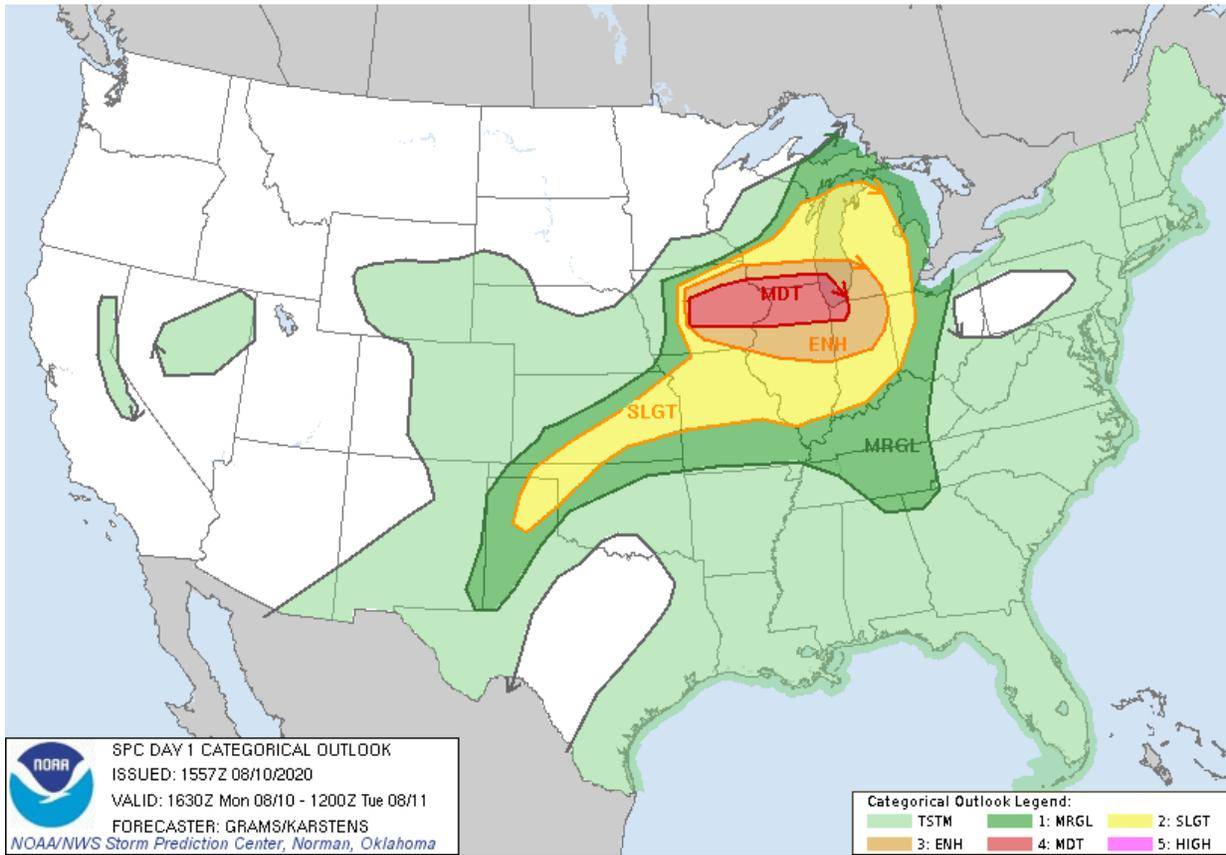 MDT
ENH
SLGT
MRGL
NOAA
SPC DAY 1 CATEGORICAL OUTLOOK
ISSUED: 1557Z 08/10/2020
VALID: 1630Z Mon 08/10 - 1200Z Tue 08/11
FORECASTER: GRAMS/KARSTENS
NOAA/NWS Storm Prediction Center, Norman, Oklahoma
Categorical Outlook Legend:
TSTM 1: MRGL 2: SLGT
3: ENH 4: MDT 5: HIGH